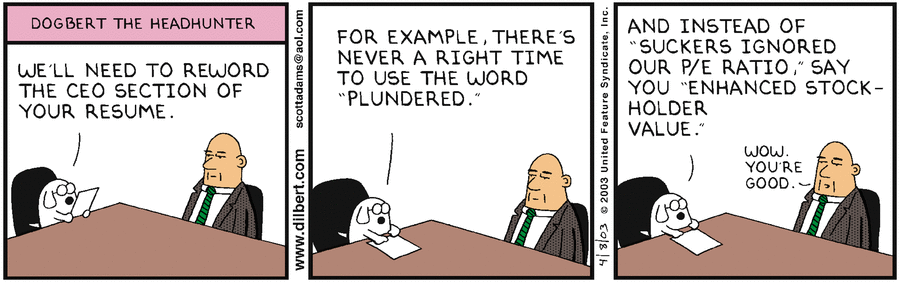 DOGBERT THE HEADHUNTER
WE'LL NEED TO REWORD
THE CEO SECTION OF
YOUR RESUME.
www.dilbert.com
scottadams@aol.com
FOR EXAMPLE, THERE'S
NEVER A RIGHT TIME
TO USE THE WORD
"PLUNDERED."
4/8/03 © 2003 United Feature Syndicate, Inc.
AND INSTEAD OF
"SUCKERS IGNORED
OUR P/E RATIO," SAY
YOU "ENHANCED STOCK-
HOLDER
VALUE."
WOW.
YOU'RE
GOOD.